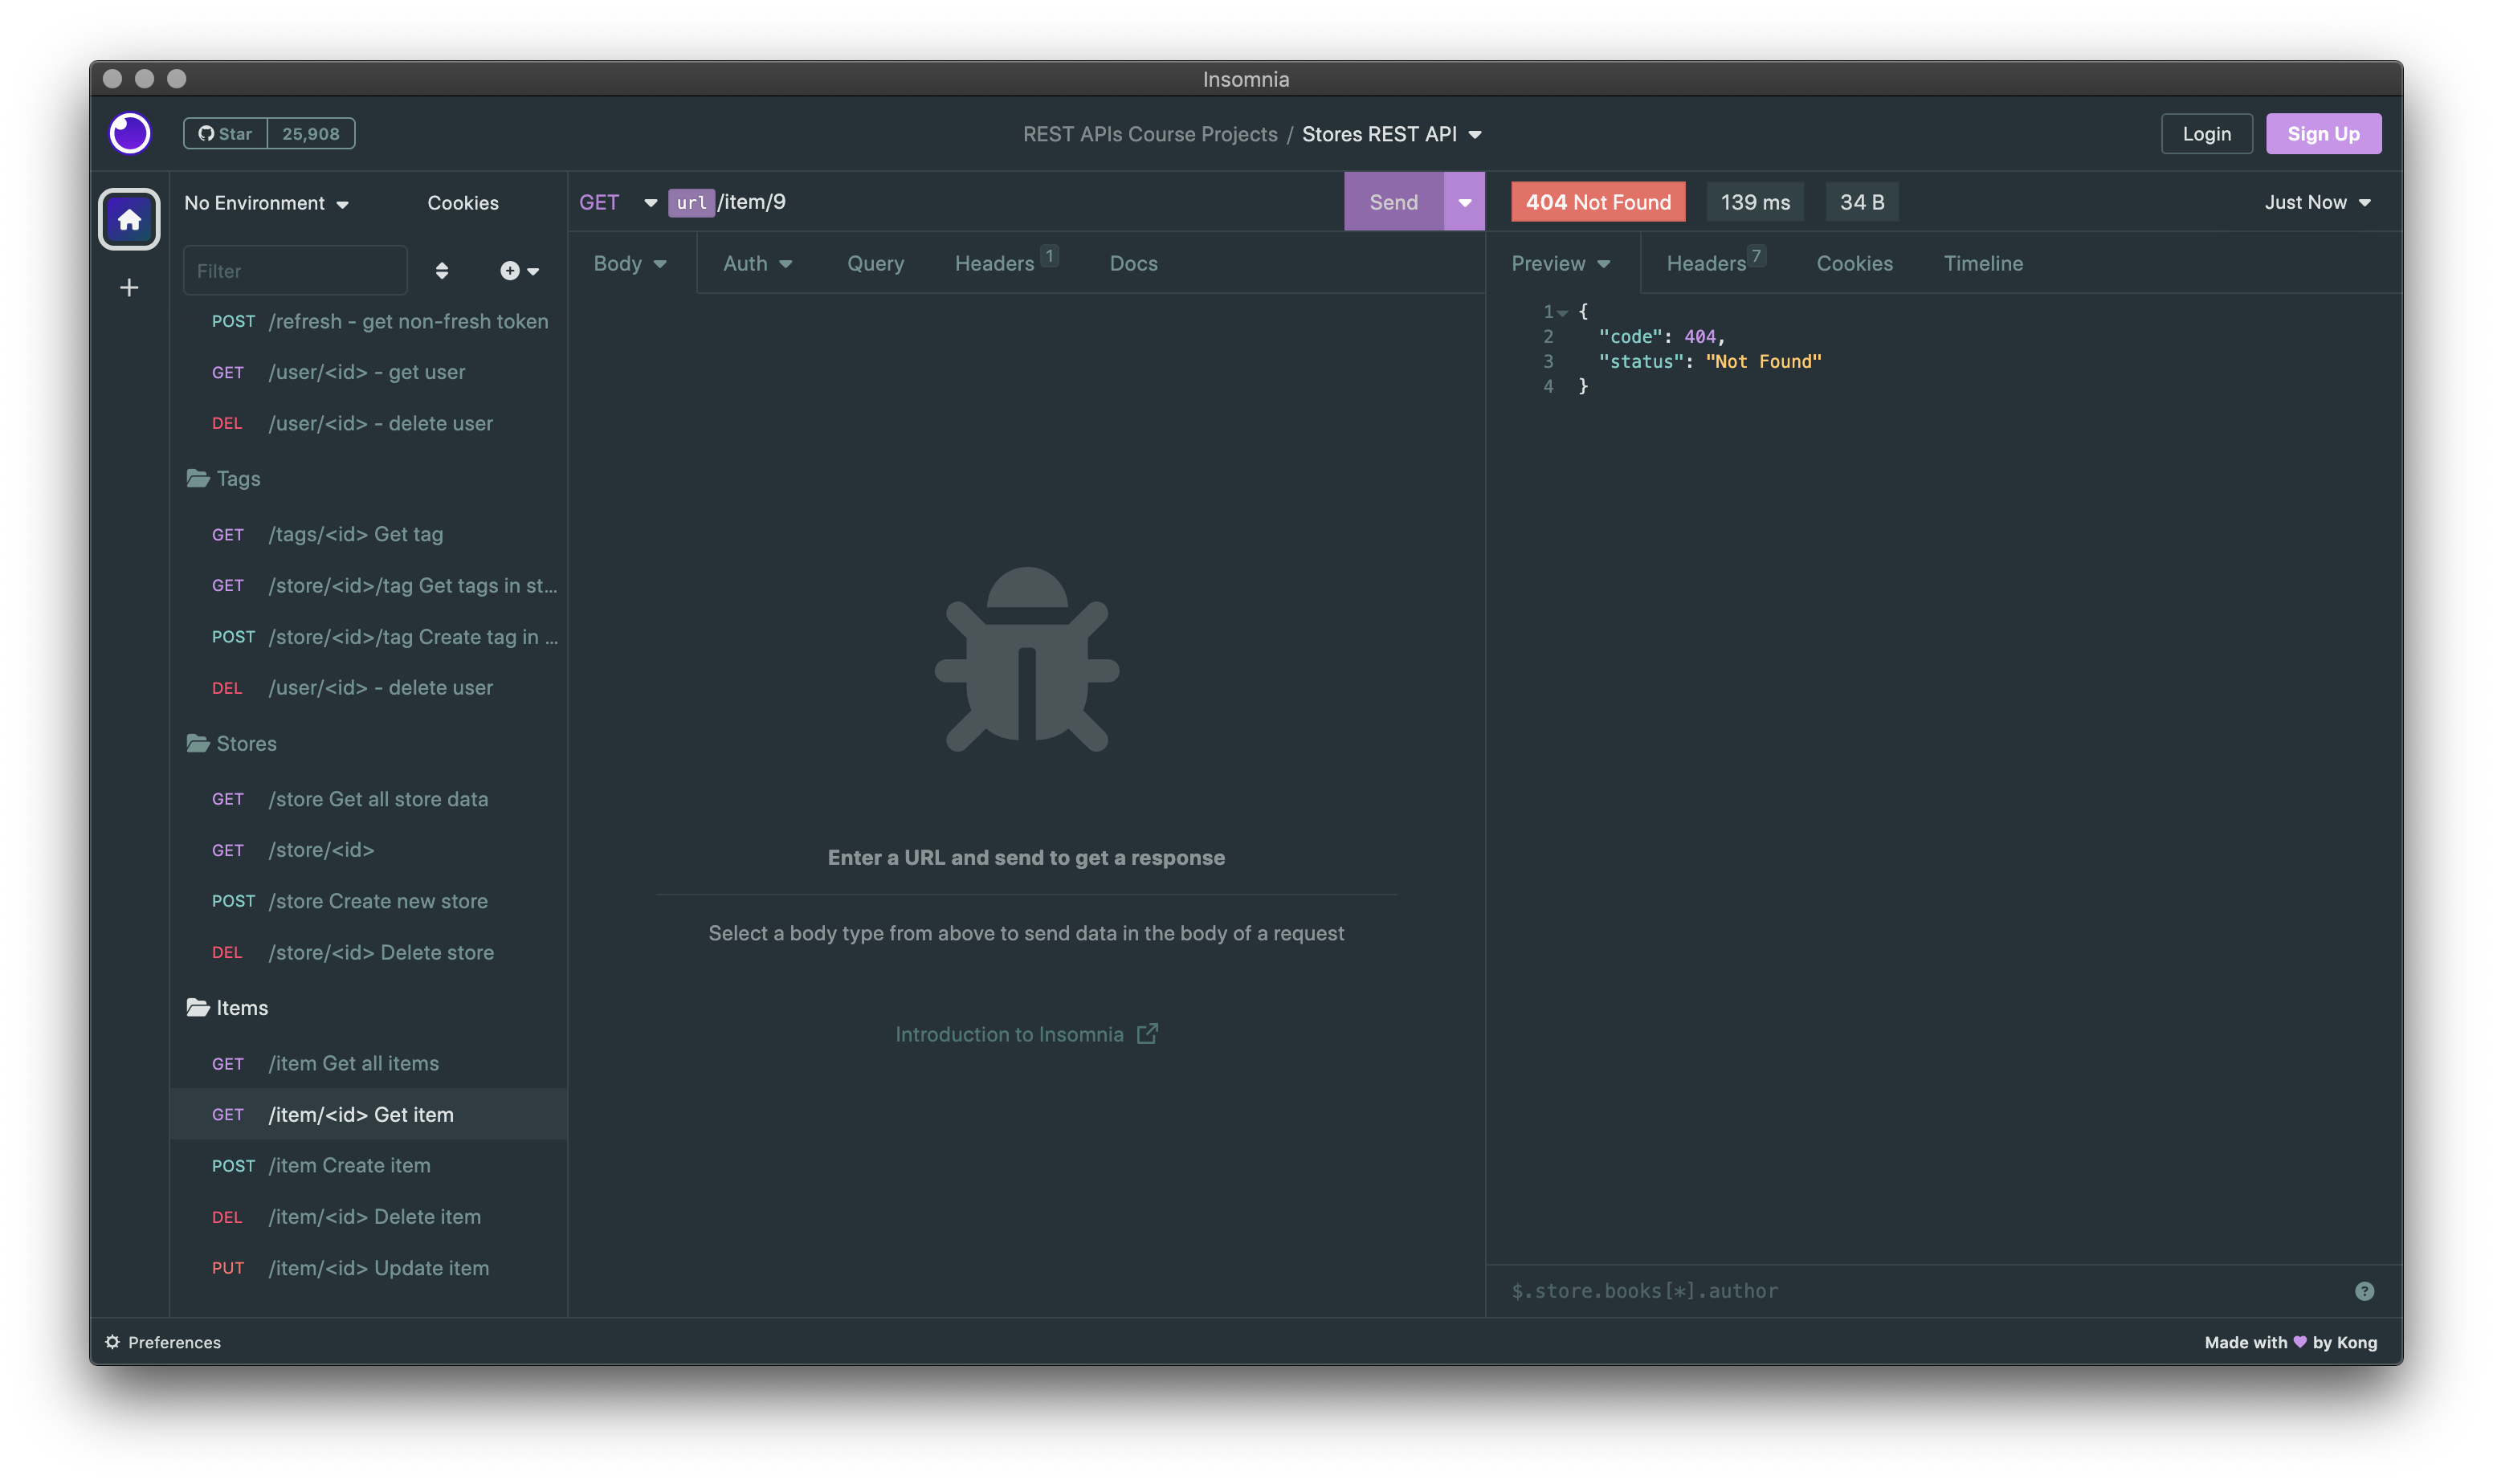 Insomnia
Star 25,908
REST APIs Course Projects / Stores REST API
Login
Sign Up
No Environment
Cookies
Filter
POST /refresh - get non-fresh token
GET /user/<id> - get user
DEL /user/<id> - delete user
Tags
GET /tags/<id> Get tag
GET /store/<id>/tag Get tags in st...
POST /store/<id>/tag Create tag in ...
DEL /user/<id> - delete user
Stores
GET /store Get all store data
GET /store/<id>
POST /store Create new store
DEL /store/<id> Delete store
Items
GET /item Get all items
GET /item/<id> Get item
POST /item Create item
DEL /item/<id> Delete item
PUT /item/<id> Update item
GET url /item/9
Send
Body
Auth
Query
Headers 1
Docs
Enter a URL and send to get a response
Select a body type from above to send data in the body of a request
Introduction to Insomnia
404 Not Found
139 ms
34 B
Just Now
Preview
Headers 7
Cookies
Timeline
1 {
2 "code": 404,
3 "status": "Not Found"
4 }
$.store.books[*].author
?
Preferences
Made with ♥ by Kong